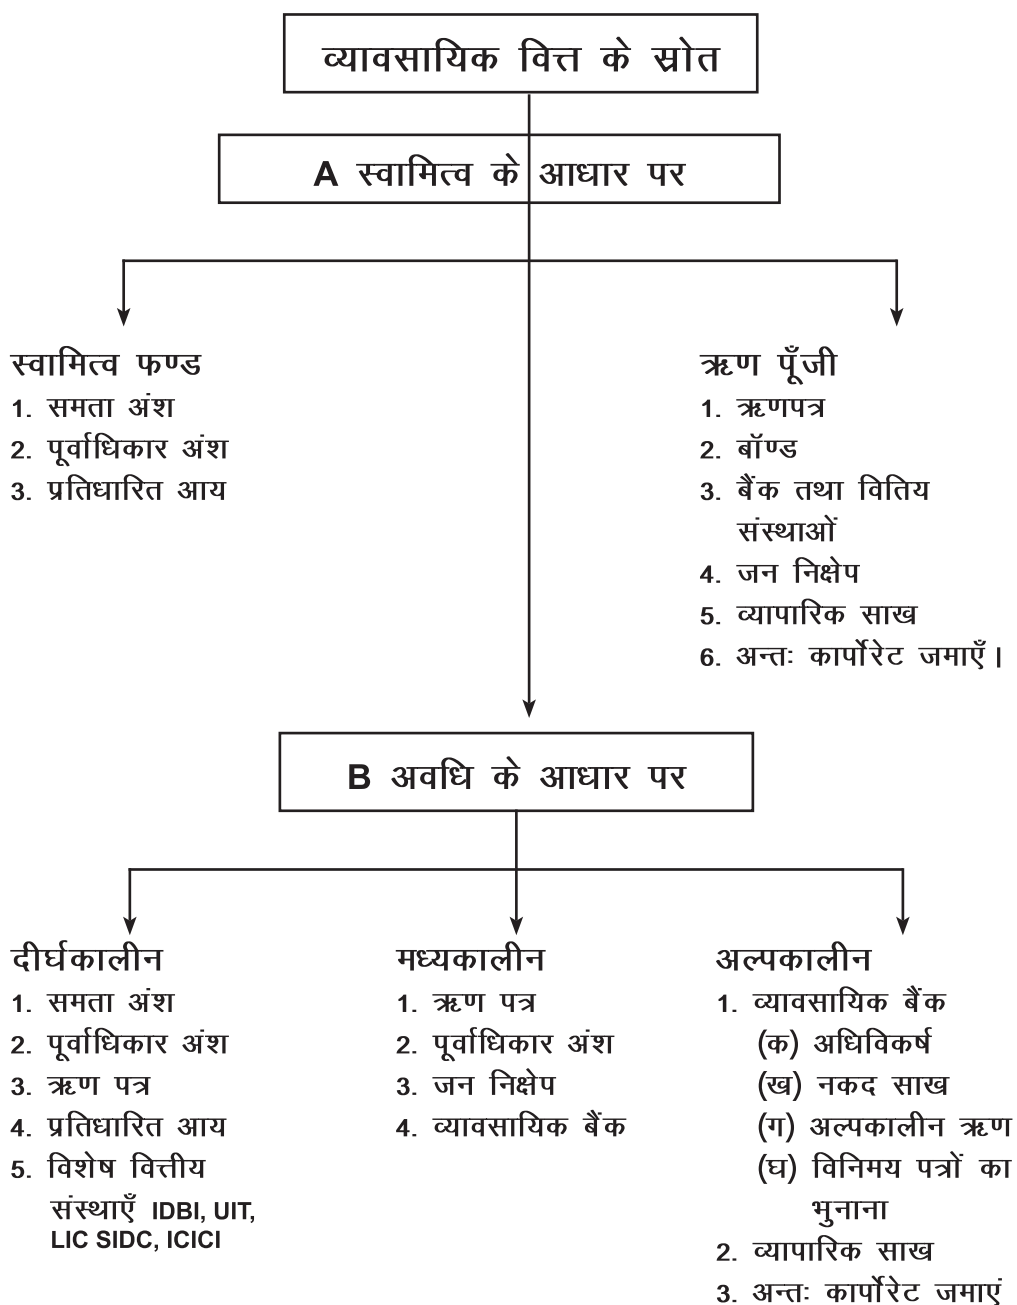 व्यावसायिक वित्त के स्रोत
A स्वामित्व के आधार पर
स्वामित्व फण्ड
1. समता अंश
2. पूर्वाधिकार अंश
3. प्रतिधारित आय
ऋण पूँजी
1. ऋणपत्र
2. बॉण्ड
3. बैंक तथा वितिय
संस्थाओं
4. जन निक्षेप
5. व्यापारिक साख
6. अन्तः कार्पोरेट जमाएँ।
B अवधि के आधार पर
दीर्घकालीन
1. समता अंश
2. पूर्वाधिकार अंश
3. ऋण पत्र
4. प्रतिधारित आय
5. विशेष वित्तीय
संस्थाएँ IDBI, UIT,
LIC SIDC, ICICI
मध्यकालीन
1. ऋण पत्र
2. पूर्वाधिकार अंश
3. जन निक्षेप
4. व्यावसायिक बैंक
अल्पकालीन
1. व्यावसायिक बैंक
(क) अधिविकर्ष
(ख) नकद साख
(ग) अल्पकालीन ऋण
(घ) विनिमय पत्रों का
भुनाना
2. व्यापारिक साख
3. अन्तः कार्पोरेट जमाएं